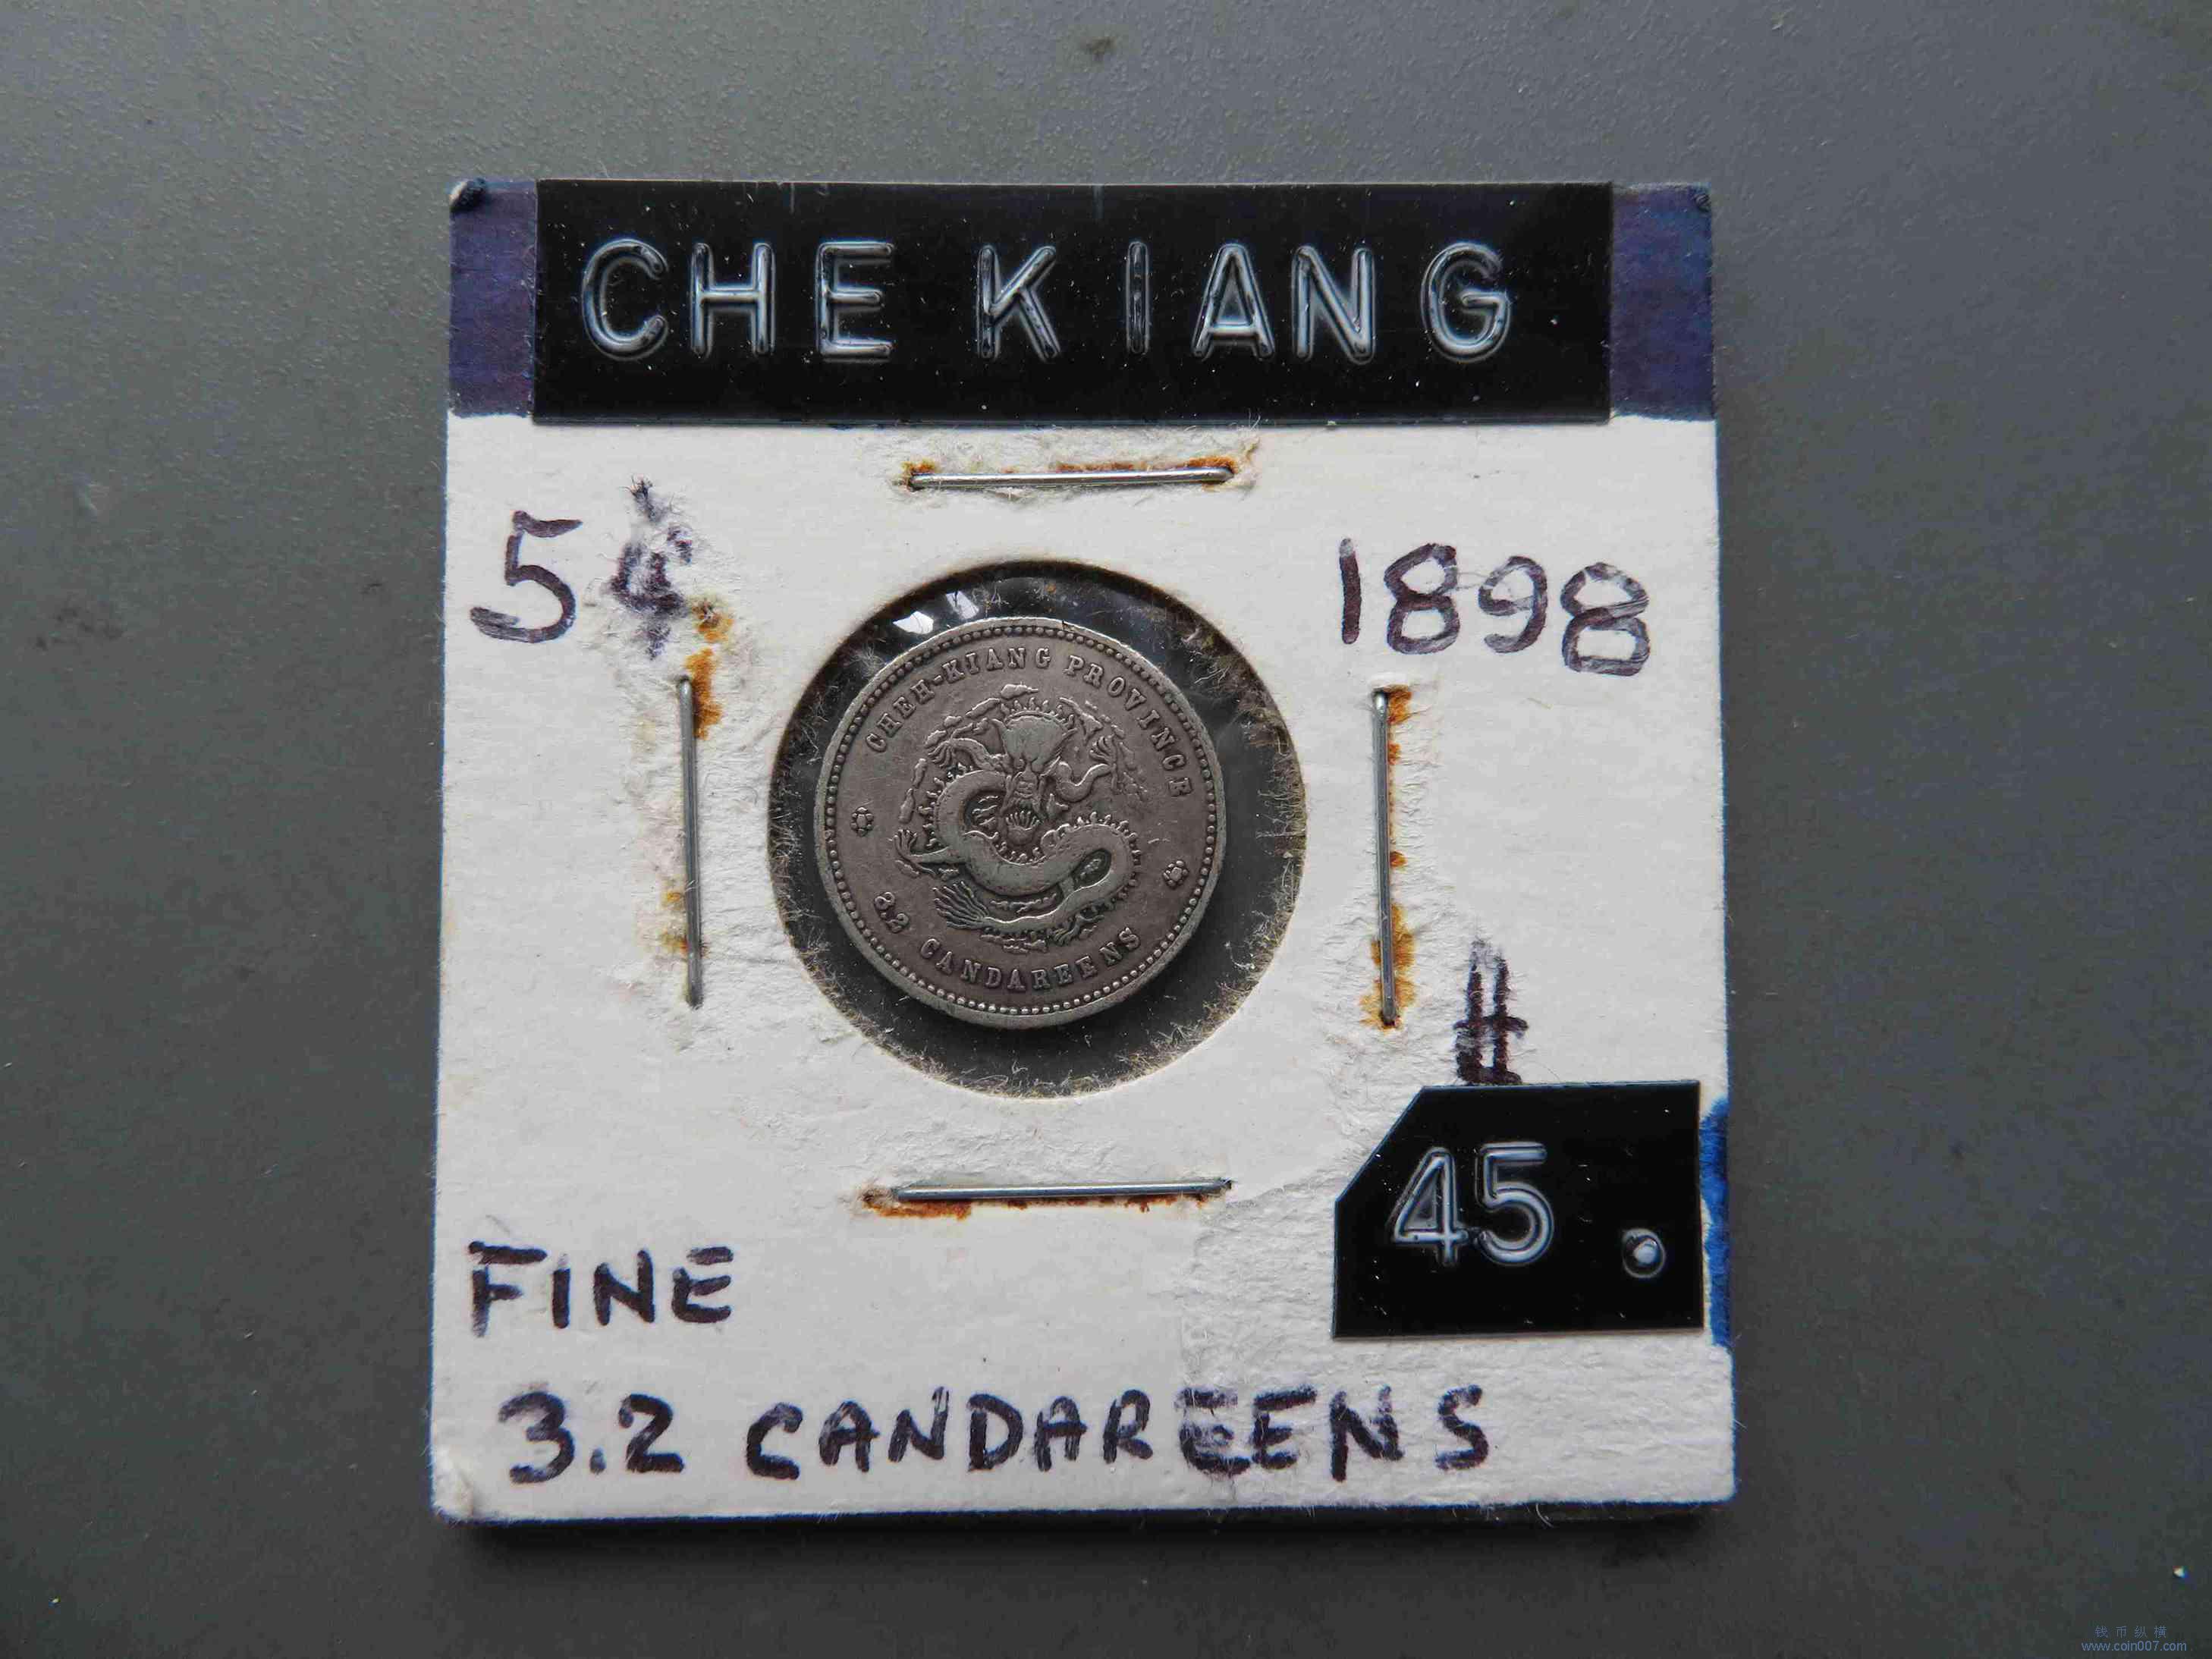 CHE KIANG
5¢
1898
CHEH-KIANG PROVINCE
3.2 CANDAREENS
#
45.
FINE
3.2 CANDAREENS
钱币纵横
www.coin007.com